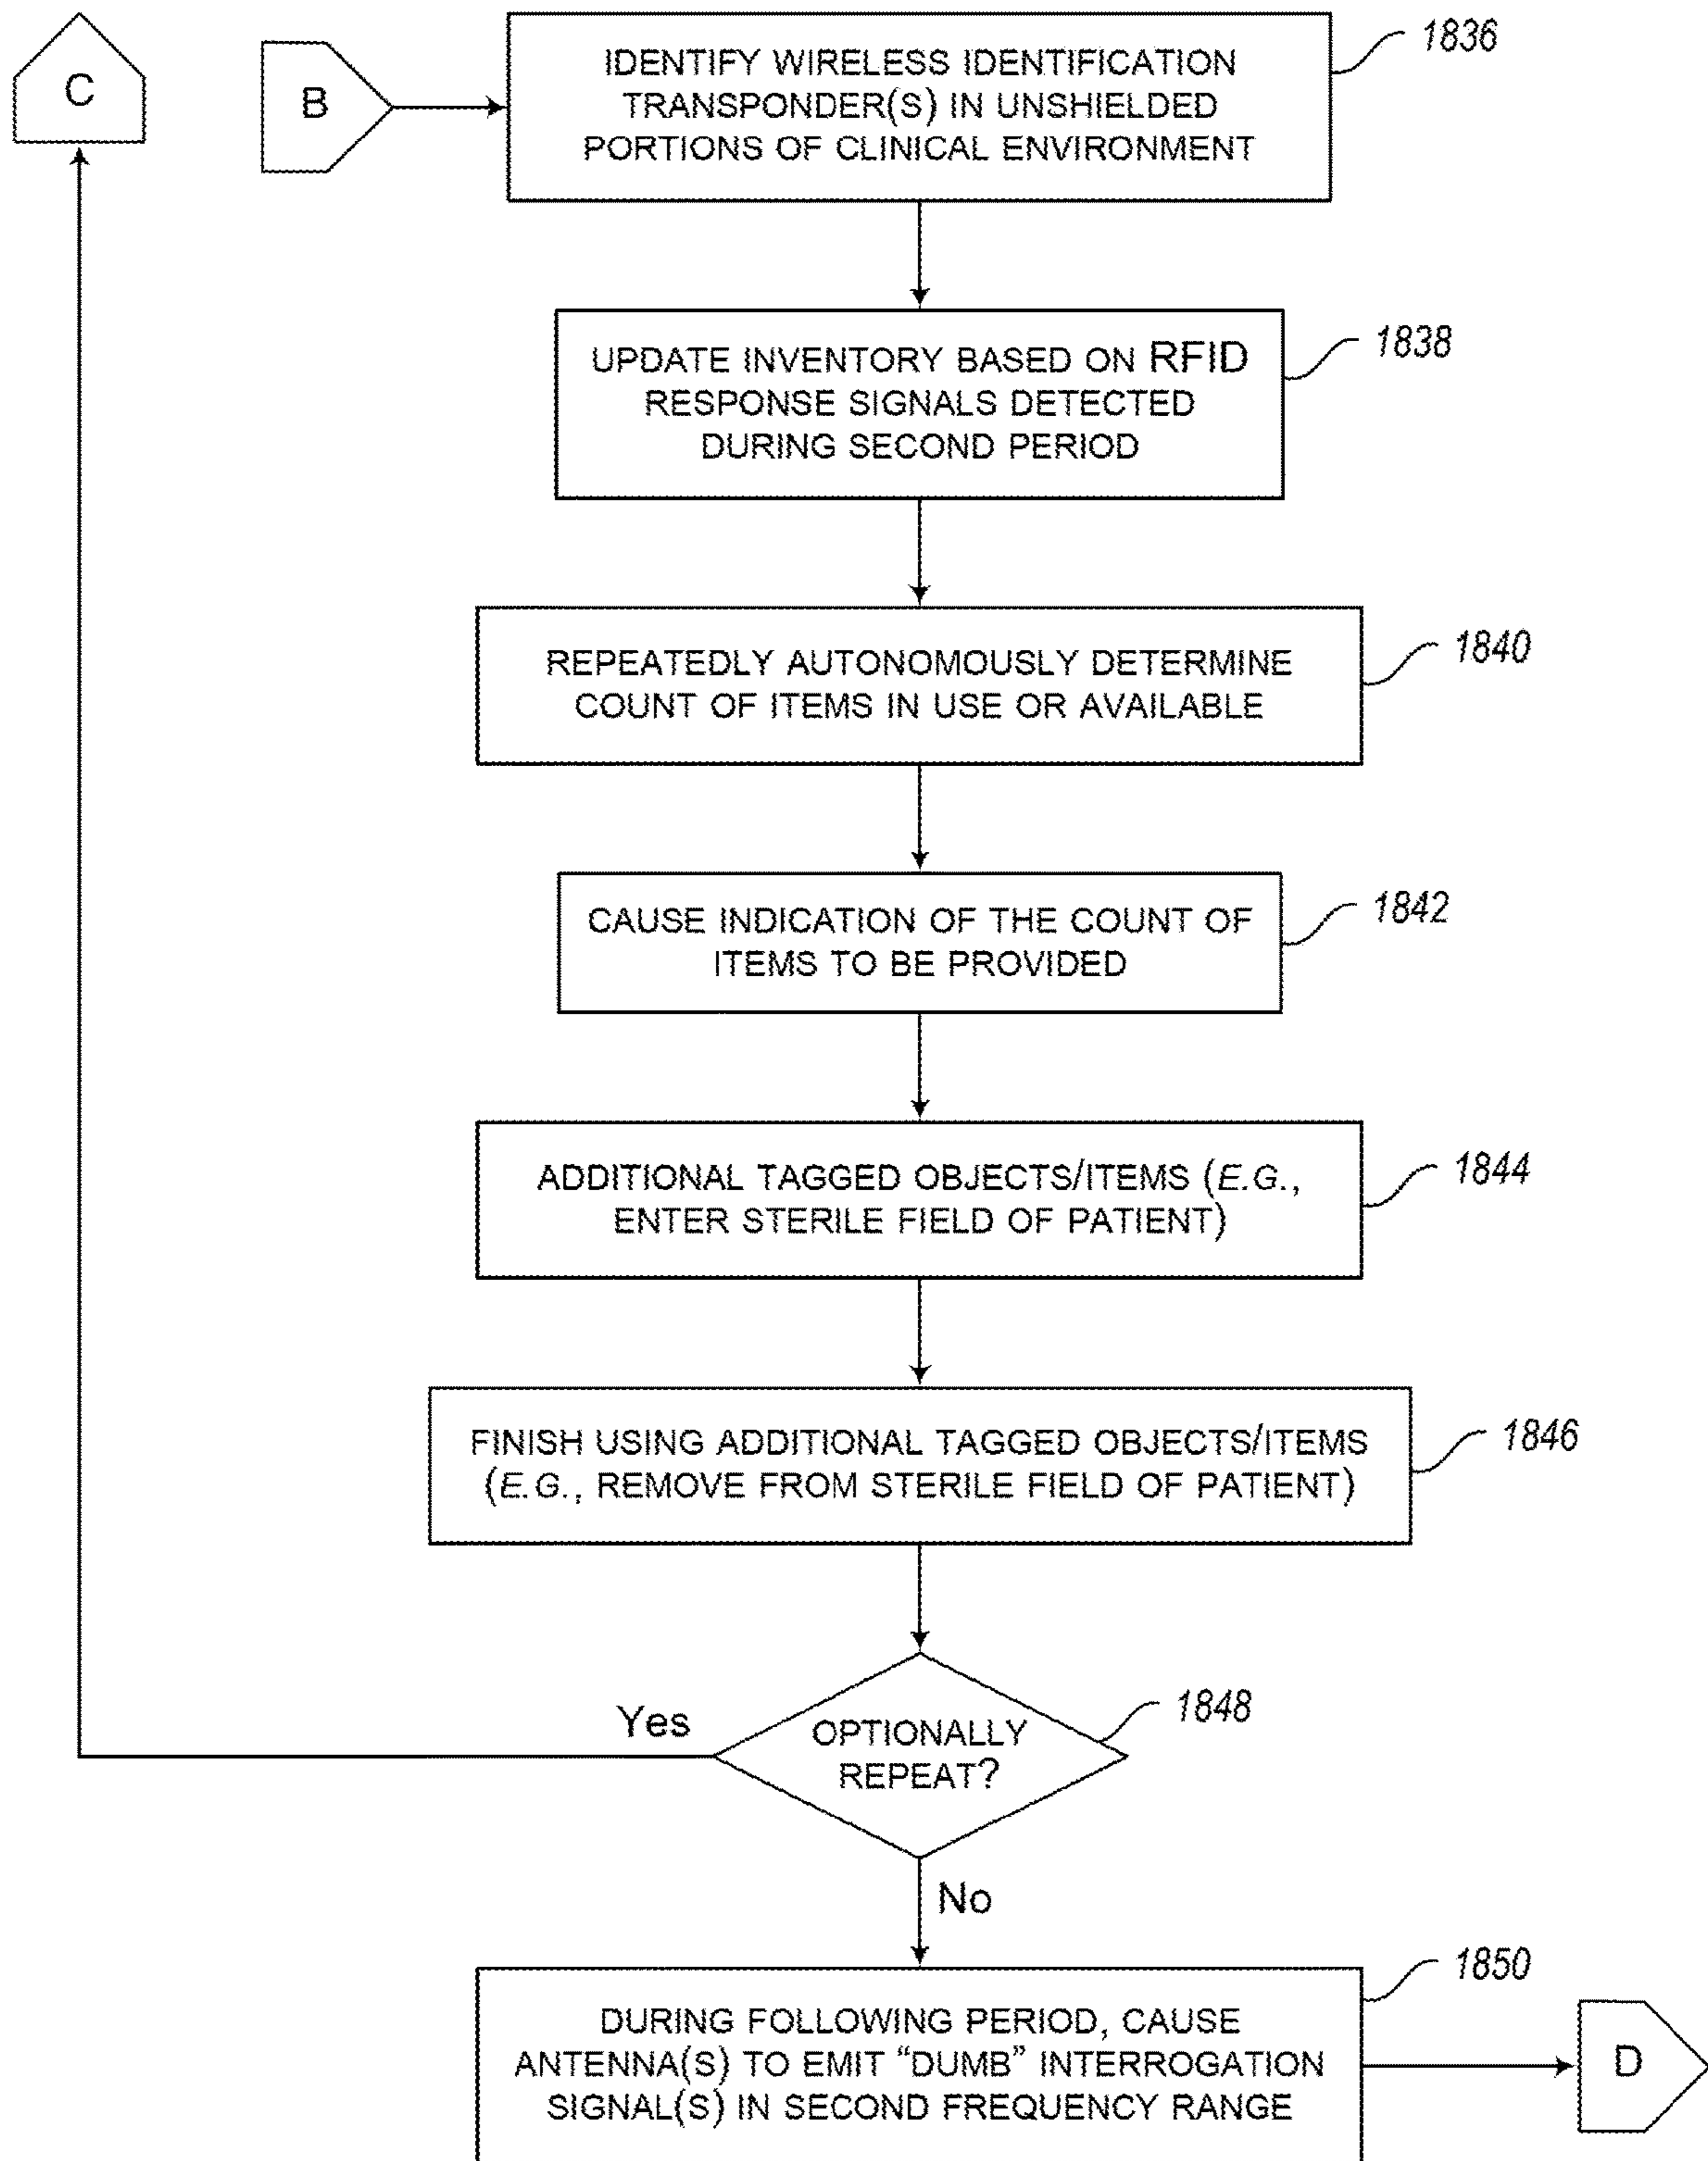 C
B
IDENTIFY WIRELESS IDENTIFICATION
TRANSPONDER(S) IN UNSHIELDED
PORTIONS OF CLINICAL ENVIRONMENT
1836
UPDATE INVENTORY BASED ON RFID
RESPONSE SIGNALS DETECTED
DURING SECOND PERIOD
1838
REPEATEDLY AUTONOMOUSLY DETERMINE
COUNT OF ITEMS IN USE OR AVAILABLE
1840
CAUSE INDICATION OF THE COUNT OF
ITEMS TO BE PROVIDED
1842
ADDITIONAL TAGGED OBJECTS/ITEMS (E.G.,
ENTER STERILE FIELD OF PATIENT)
1844
FINISH USING ADDITIONAL TAGGED OBJECTS/ITEMS
(E.G., REMOVE FROM STERILE FIELD OF PATIENT)
1846
OPTIONALLY
REPEAT?
1848
Yes
No
DURING FOLLOWING PERIOD, CAUSE
ANTENNA(S) TO EMIT “DUMB” INTERROGATION
SIGNAL(S) IN SECOND FREQUENCY RANGE
1850
D